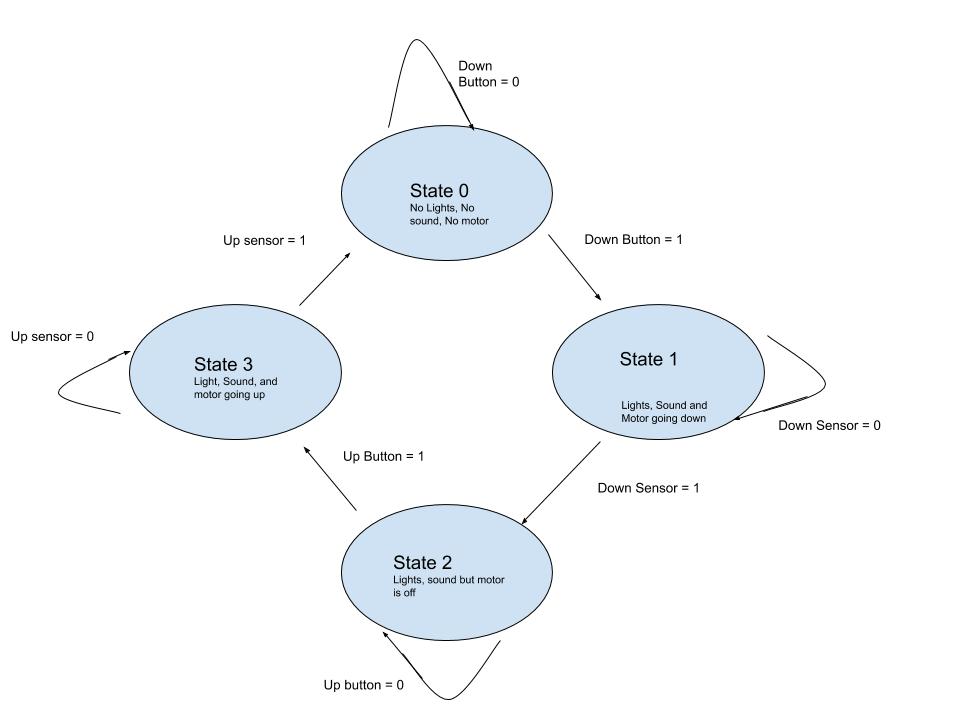 Down
Button = 0
State 0
No Lights, No
sound, No motor
Up sensor = 1
Down Button = 1
Up sensor = 0
State 3
Light, Sound, and
motor going up
State 1
Lights, Sound and
Motor going down
Down Sensor = 0
Up Button = 1
Down Sensor = 1
State 2
Lights, sound but motor
is off
Up button = 0